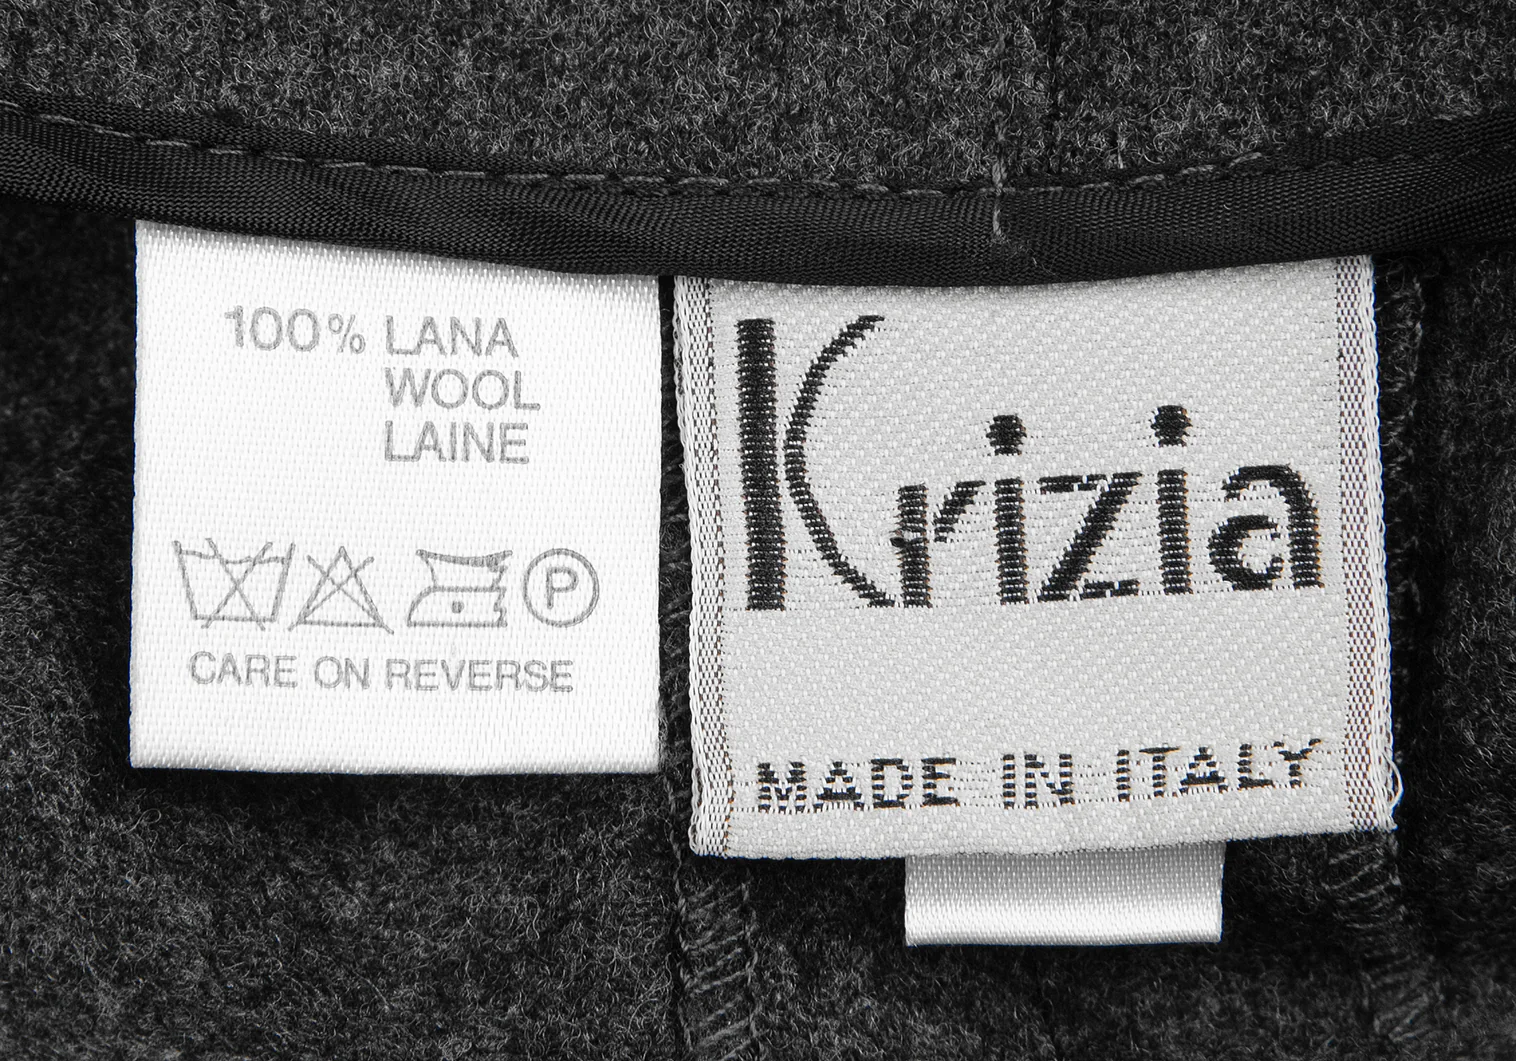 100% LANA
WOOL
LAINE
P
CARE ON REVERSE
Krizia
MADE IN ITALY